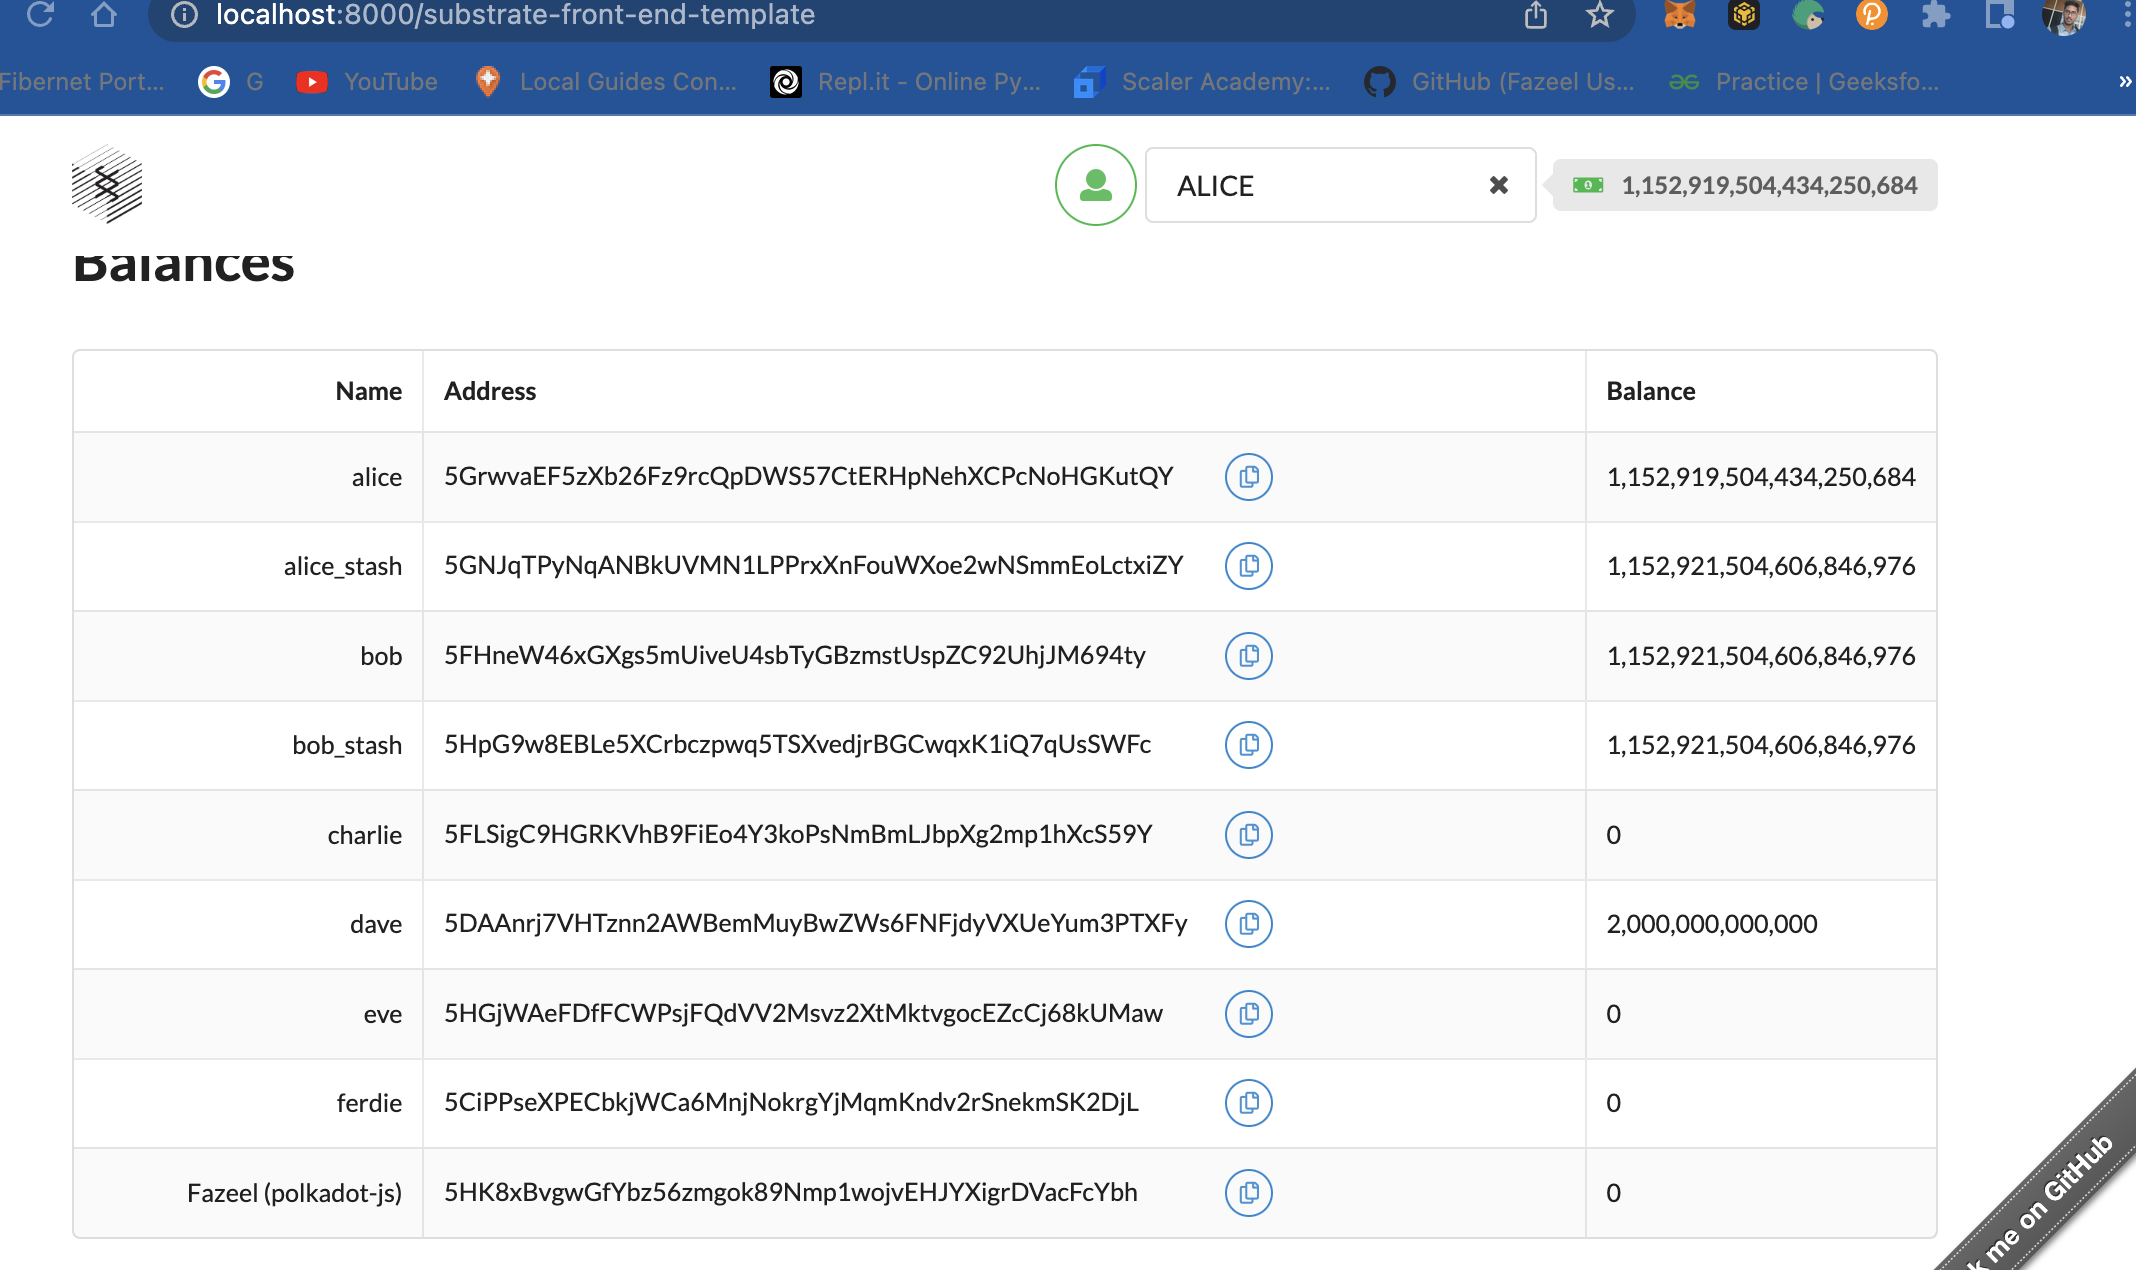 localhost:8000/substrate-front-end-template
Fibernet Port... G YouTube Local Guides Con... Repl.it - Online Py... Scaler Academy:... GitHub (Fazeel Us... Practice | Geeksfo... »
ALICE 1,152,919,504,434,250,684
Balances
Name Address Balance
alice 5GrwvaEF5zXb26Fz9rcQpDWS57CtERHpNehXCPcNoHGKutQY 1,152,919,504,434,250,684
alice_stash 5GNJqTPyNqANBkUVMN1LPPrxXnFouWXoe2wNSmmEoLctxiZY 1,152,921,504,606,846,976
bob 5FHneW46xGXgs5mUiveU4sbTyGBzmstUspZC92UhjJM694ty 1,152,921,504,606,846,976
bob_stash 5HpG9w8EBLe5XCrbczpwq5TSXvedjrBGCwqxK1iQ7qUsSWFc 1,152,921,504,606,846,976
charlie 5FLSigC9HGRKVhB9FiEo4Y3koPsNmBmLJbpXg2mp1hXcS59Y 0
dave 5DAAnrj7VHTznn2AWBemMuyBwZWs6FNFjdyVXUeYum3PTXFy 2,000,000,000,000
eve 5HGjWAeFDfFCWPsjFQdVV2Msvz2XtMktvgocEZcCj68kUMaw 0
ferdie 5CiPPseXPECbkjWCa6MnjNokrgYjMqmKndv2rSnekmSK2DjL 0
Fazeel (polkadot-js) 5HK8xBvgwGfYbz56zmgok89Nmp1wojvEHJYXigrDVacFcYbh 0
k me on GitHub